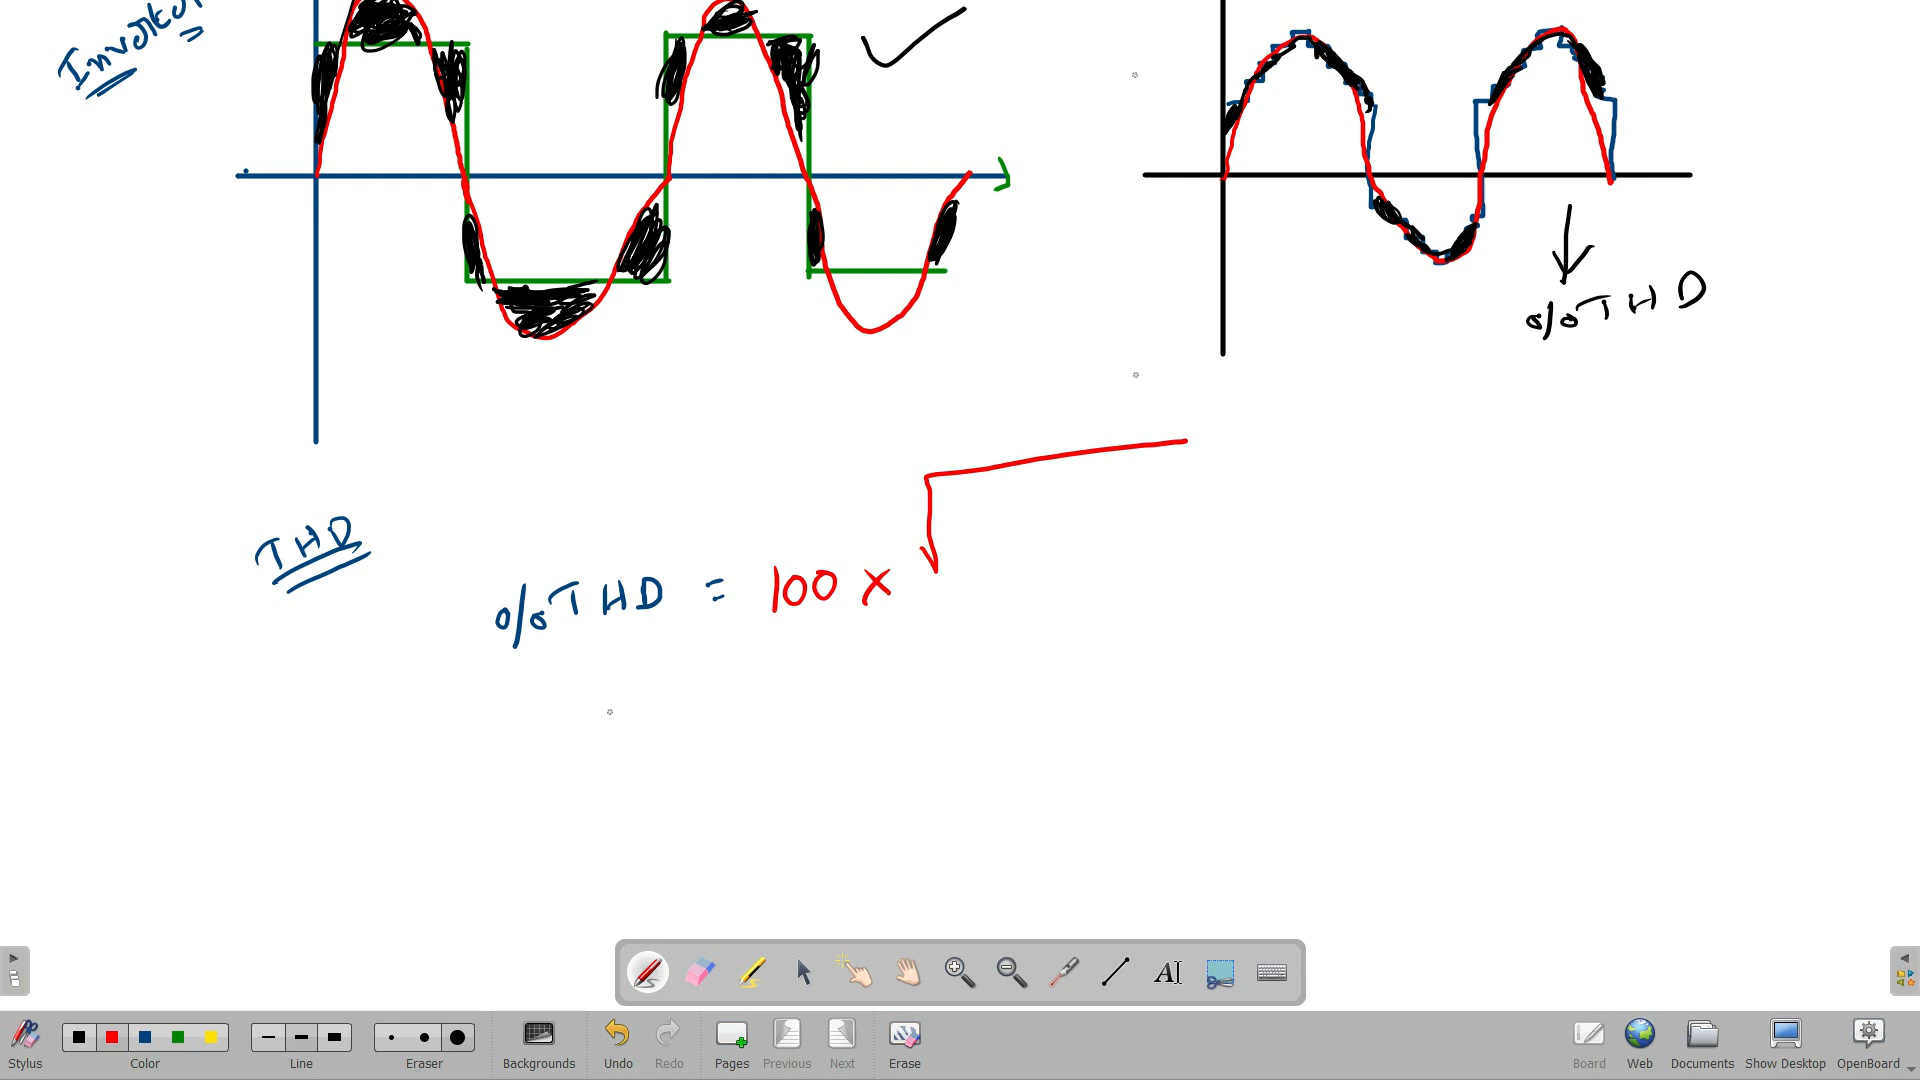 %THD
THD
%THD = 100 x
Stylus
Color
Line
Eraser
Backgrounds
Undo
Redo
Pages
Previous
Next
Erase
Board
Web
Documents
Show Desktop
OpenBoard